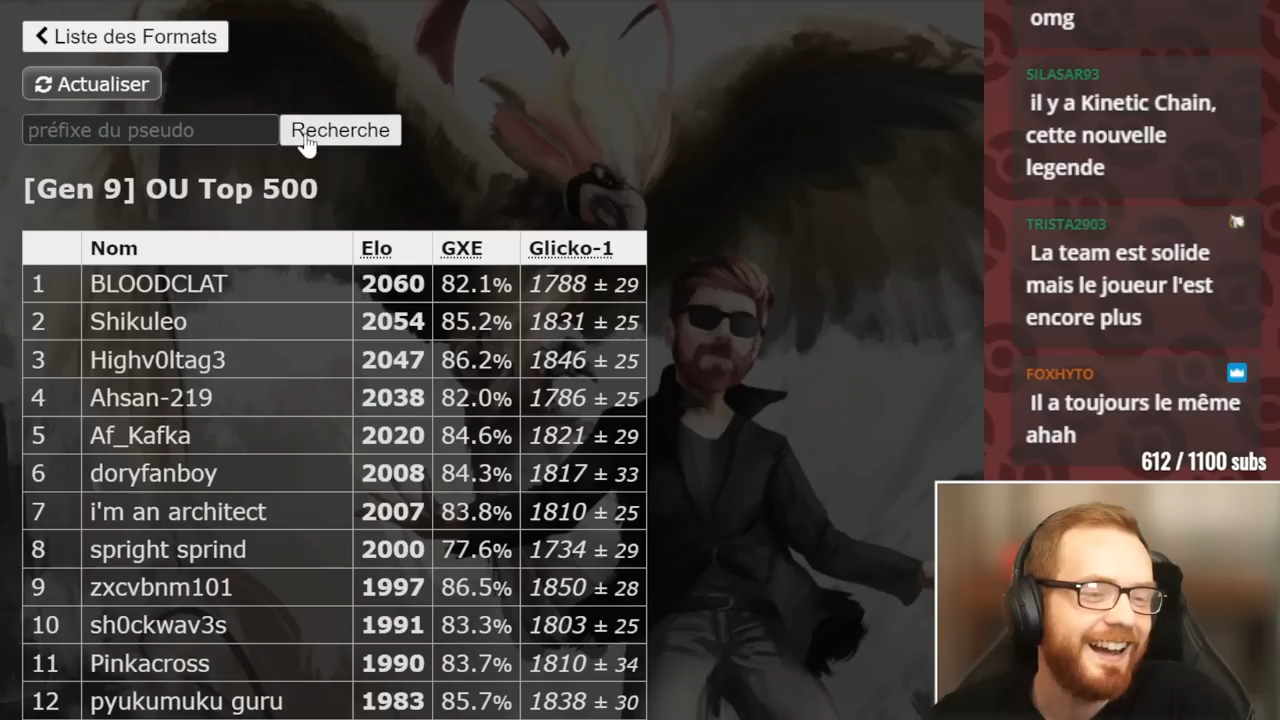 Liste des Formats
Actualiser
préfixe du pseudo Recherche
[Gen 9] OU Top 500
Nom Elo GXE Glicko-1
1 BLOODCLAT 2060 82.1% 1788 ± 29
2 Shikuleo 2054 85.2% 1831 ± 25
3 Highv0ltag3 2047 86.2% 1846 ± 25
4 Ahsan-219 2038 82.0% 1786 ± 25
5 Af_Kafka 2020 84.6% 1821 ± 29
6 doryfanboy 2008 84.3% 1817 ± 33
7 i'm an architect 2007 83.8% 1810 ± 25
8 spright sprind 2000 77.6% 1734 ± 29
9 zxcvbnm101 1997 86.5% 1850 ± 28
10 sh0ckwav3s 1991 83.3% 1803 ± 25
11 Pinkacross 1990 83.7% 1810 ± 34
12 pyukumuku guru 1983 85.7% 1838 ± 30
omg
SILASAR93
il y a Kinetic Chain,
cette nouvelle
legende
TRISTA2903
La team est solide
mais le joueur l'est
encore plus
FOXHYTO
Il a toujours le même
ahah
612 / 1100 subs